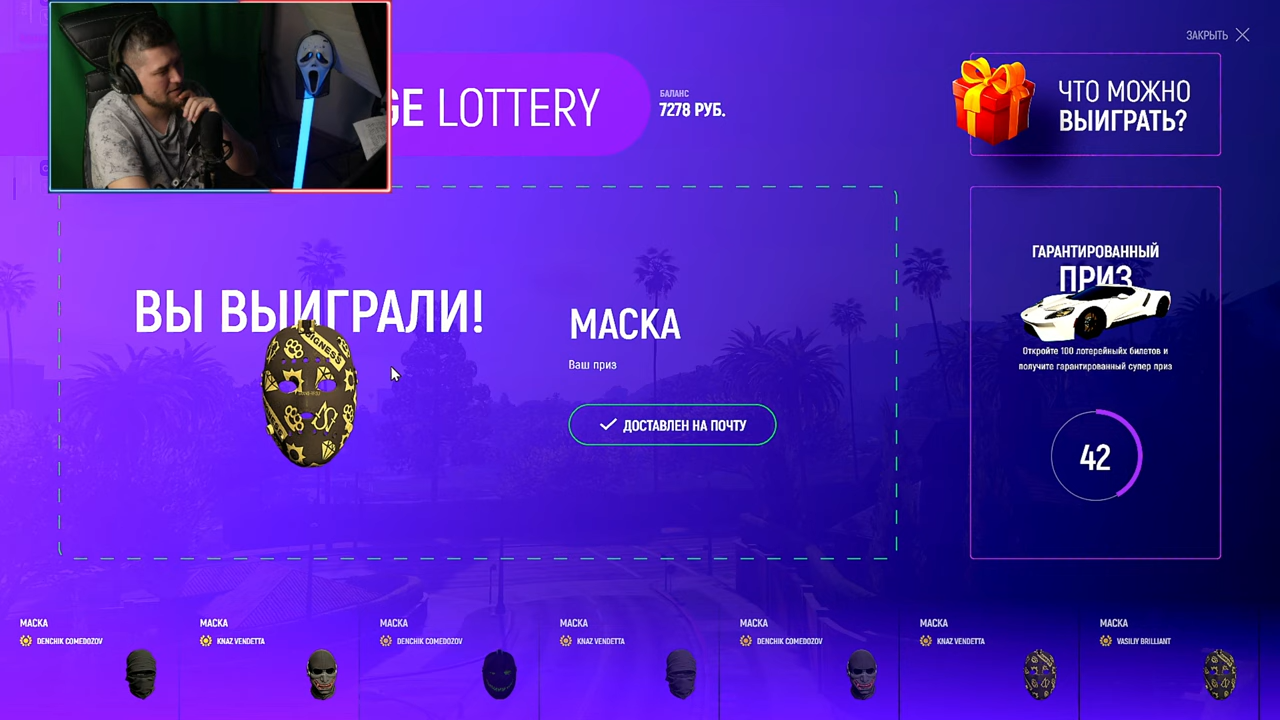 ЗАКРЫТЬ
GE LOTTERY
БАЛАНС
7278 РУБ.
ЧТО МОЖНО
ВЫИГРАТЬ?
ВЫ ВЫИГРАЛИ!
МАСКА
Ваш приз
ДОСТАВЛЕН НА ПОЧТУ
ГАРАНТИРОВАННЫЙ
ПРИЗ
Откройте 100 лотерейныйх билетов и
получите гарантированный супер приз
42
МАСКА
DENCHIK COMEDOZOV
МАСКА
KNAZ VENDETTA
МАСКА
DENCHIK COMEDOZOV
МАСКА
KNAZ VENDETTA
МАСКА
DENCHIK COMEDOZOV
МАСКА
KNAZ VENDETTA
МАСКА
VASILIY BRILLIANT